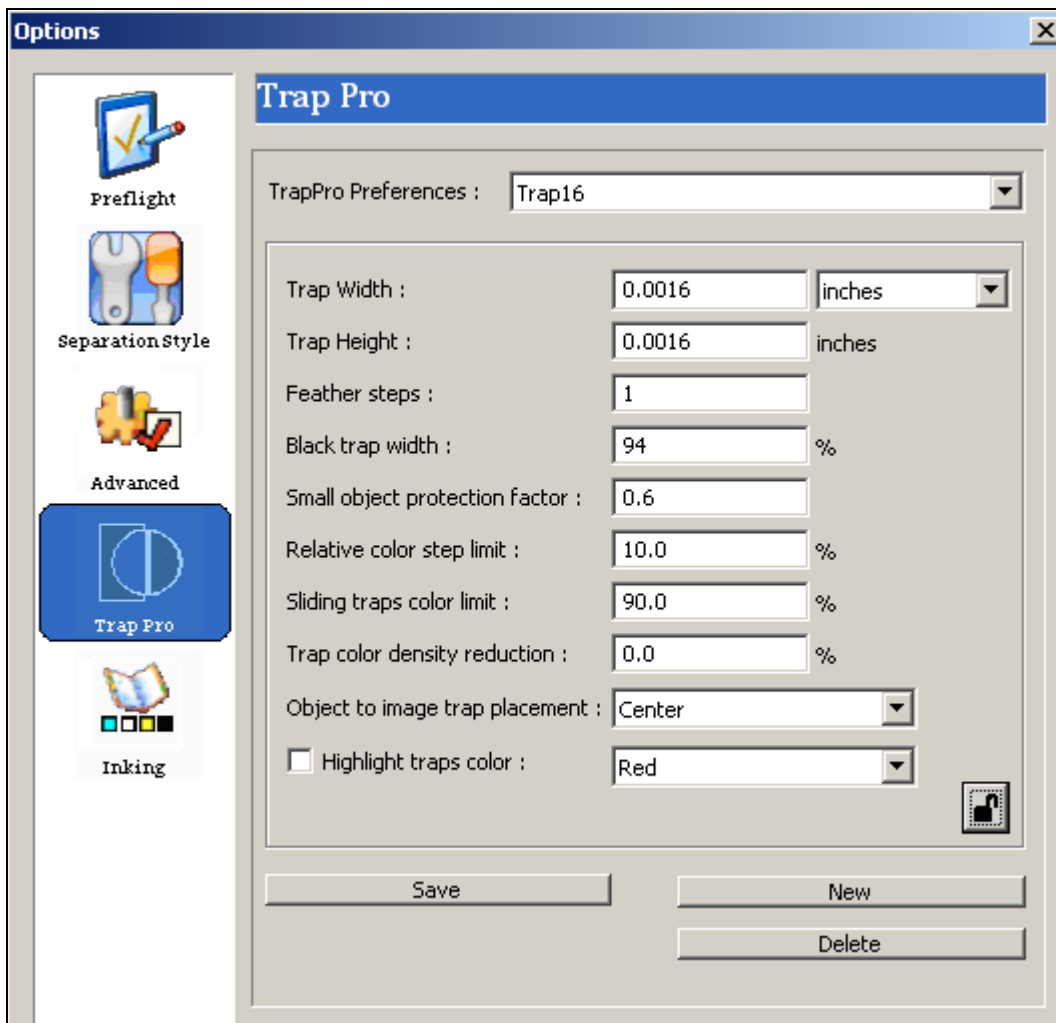 Options
Preflight
Separation Style
Advanced
Trap Pro
Inking
Trap Pro
TrapPro Preferences : Trap16
Trap Width : 0.0016 inches
Trap Height : 0.0016 inches
Feather steps : 1
Black trap width : 94 %
Small object protection factor : 0.6
Relative color step limit : 10.0 %
Sliding traps color limit : 90.0 %
Trap color density reduction : 0.0 %
Object to image trap placement : Center
Highlight traps color : Red
Save New
Delete